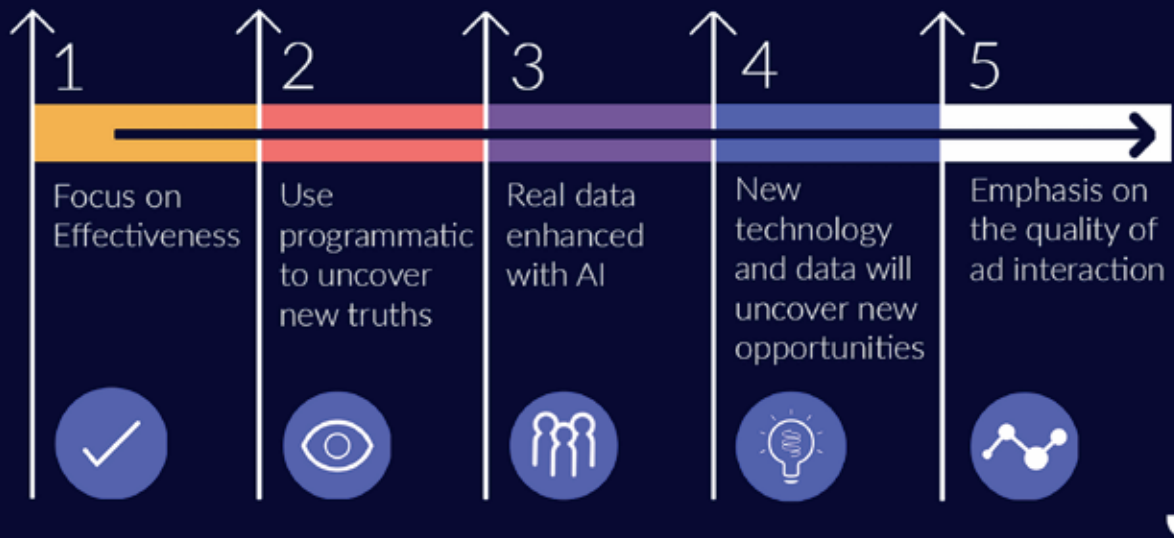 1
Focus on
Effectiveness
2
Use
programmatic
to uncover
new truths
3
Real data
enhanced
with AI
4
New
technology
and data will
uncover new
opportunities
5
Emphasis on
the quality of
ad interaction